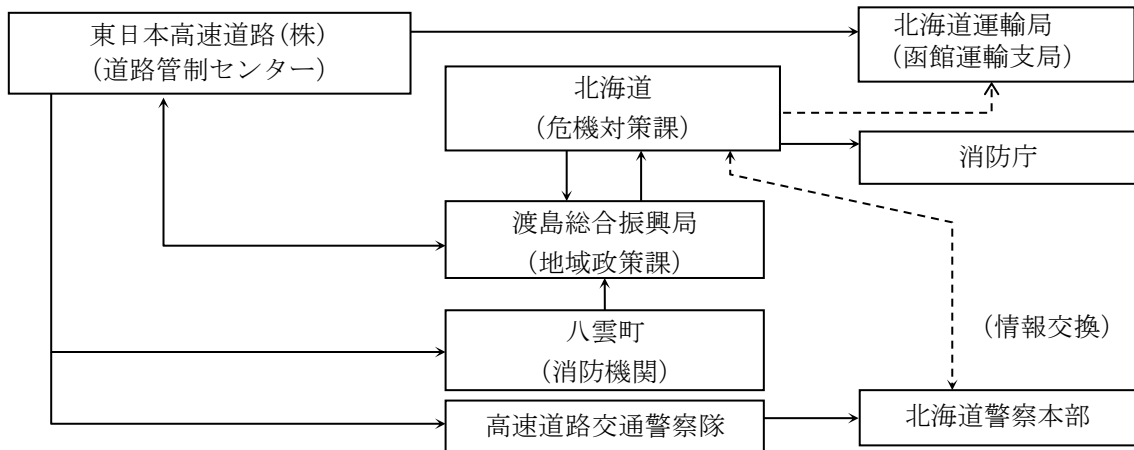 東日本高速道路(株)
(道路管制センター)
北海道運輸局
(函館運輸支局)
北海道
(危機対策課)
消防庁
渡島総合振興局
(地域政策課)
八雲町
(消防機関)
(情報交換)
高速道路交通警察隊
北海道警察本部